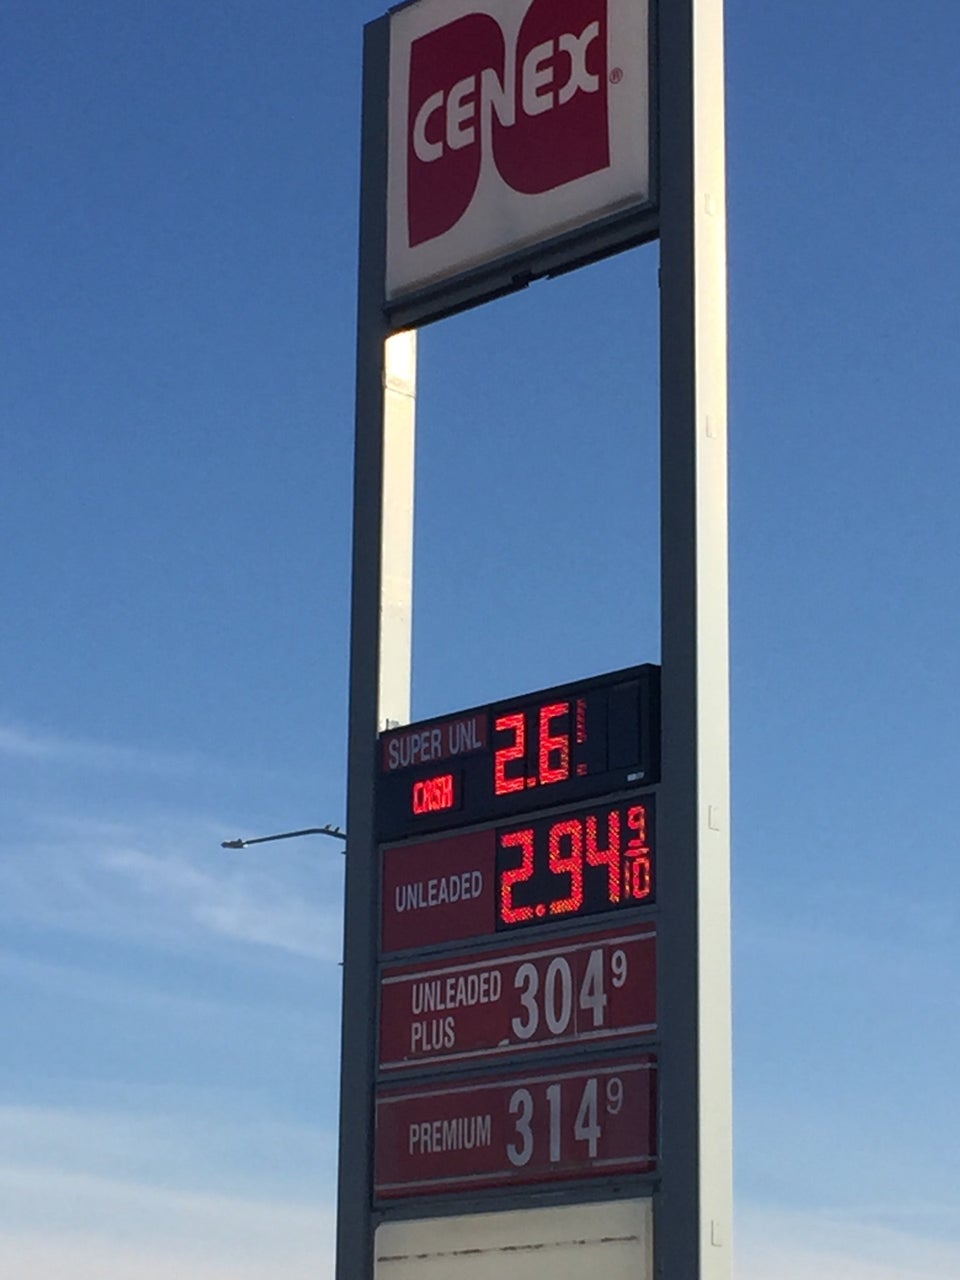 CENEX®
SUPER UNL 2.6
CASH
UNLEADED 2.94 9/10
UNLEADED PLUS 304 9
PREMIUM 314 9